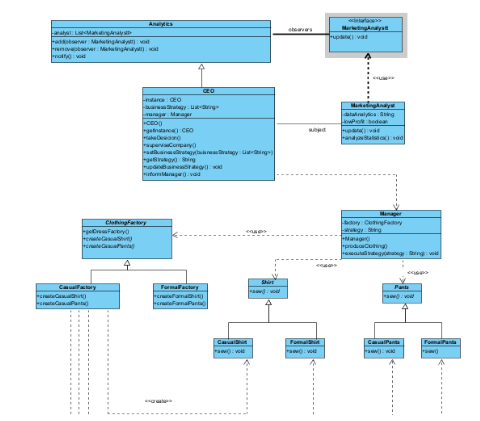 Analytics
-analyst : List<MarketingAnalyst>
+add(observer : MarketingAnalyst) : void
+remove(observer : MarketingAnalyst) : void
+notify() : void
observers
<<Interface>>
MarketingAnalystI
+update() : void
<<use>>
CEO
-instance : CEO
-businessStrategy : List<String>
-manager : Manager
+CEO()
+getInstance() : CEO
+takeDecision()
+superviseCompany()
+setBusinessStrategy(buisnessStrategy : List<String>)
+getStrategy() : String
+updateBusinessStrategy() : void
+informManager() : void
subject
MarketingAnalyst
-dataAnalytics : String
-lowProfit : boolean
+update() : void
+analyzeStatistics() : void
ClothingFactory
+getDressFactory()
+createCasualShirt()
+createCasualPants()
<<use>>
Manager
-factory : ClothingFactory
-strategy : String
+Manager()
+produceClothing()
+executeStrategy(strategy : String) : void
<<use>>
<<use>>
CasualFactory
+createCasualShirt()
+createCasualPants()
FormalFactory
+createFormalShirt()
+createFormalPants()
Shirt
+sew() : void
Pants
+sew() : void
CasualShirt
+sew() : void
FormalShirt
+sew() : void
CasualPants
+sew() : void
FormalPants
+sew()
<<create>>